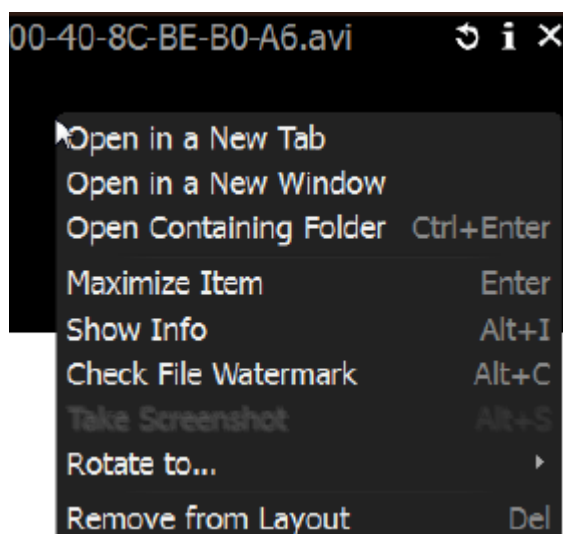 00-40-8C-BE-B0-A6.avi
Open in a New Tab
Open in a New Window
Open Containing Folder Ctrl+Enter
Maximize Item Enter
Show Info Alt+I
Check File Watermark Alt+C
Take Screenshot Alt+S
Rotate to...
Remove from Layout Del